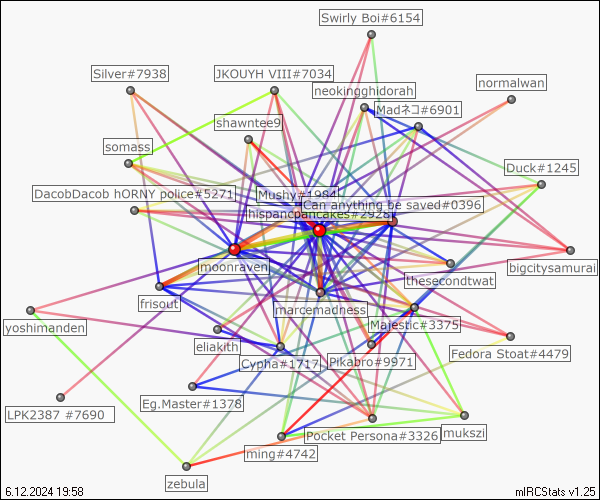 Swirly Boi#6154
Silver#7938
JKOUYH VIII#7034
neokingghidorah
normalwan
Madネコ#6901
shawntee9
somass
Duck#1245
DacobDacob hORNY police#5271
Mushy#1984
Can anything be saved#0396
hispancpancakes#2928
moonraven
bigcitysamurai
thesecondtwat
frisout
marcemadness
yoshimanden
Majestic#3375
eliakith
Cypha#1717
Pikabro#9971
Fedora Stoat#4479
LPK2387 #7690
Eg.Master#1378
Pocket Persona#3326
mukszi
ming#4742
zebula
6.12.2024 19:58
mIRCStats v1.25